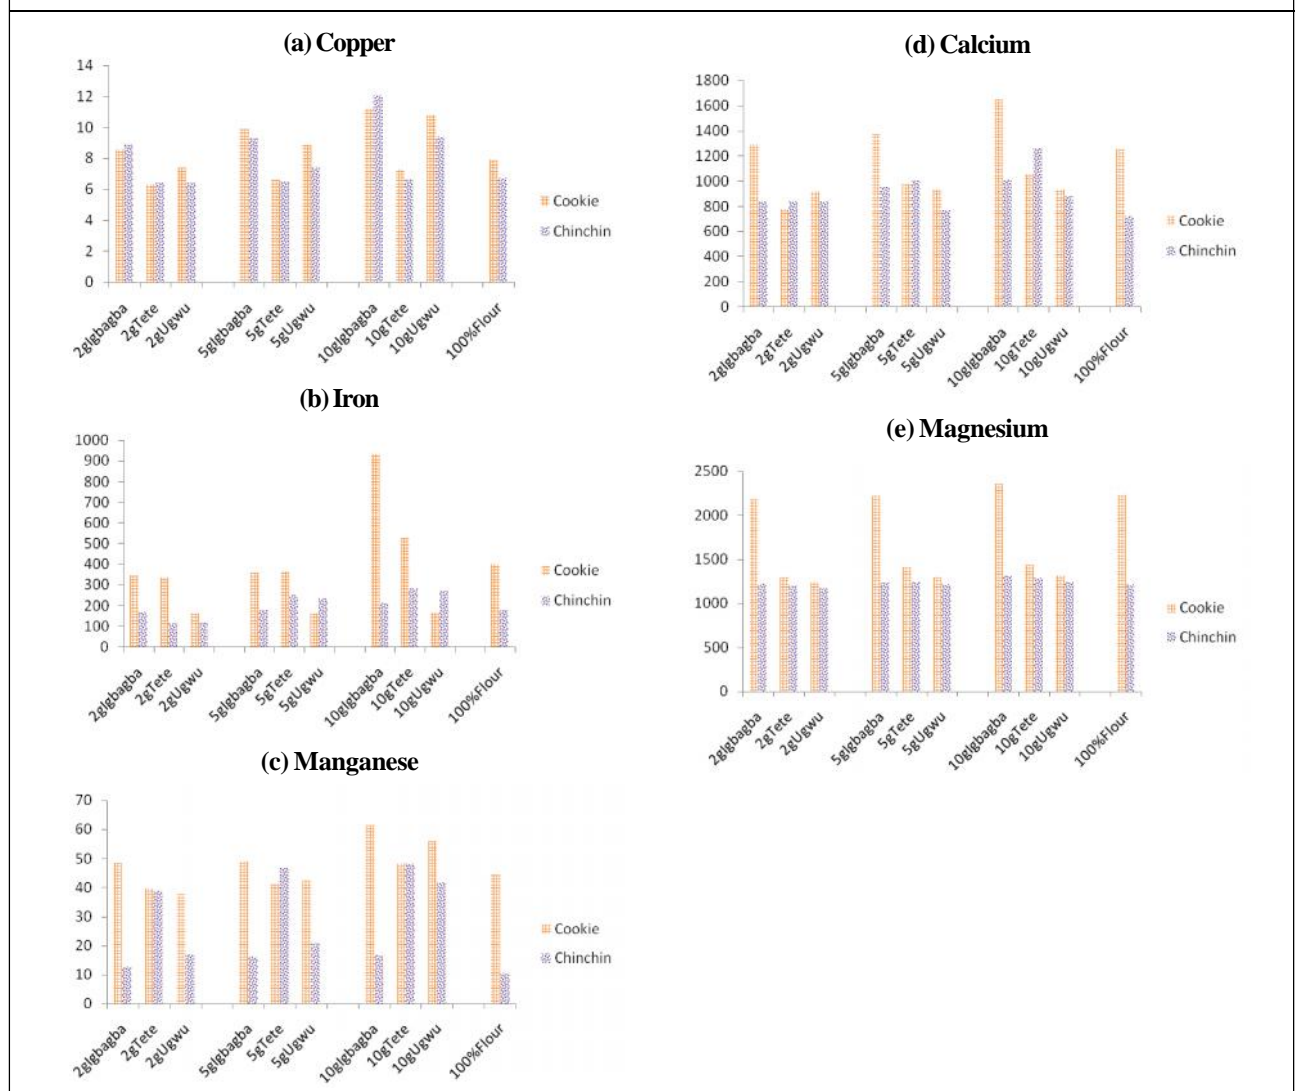 (a) Copper
14
12
10
8
6
4
2
0
2gIgbagba
2gTete
2gUgwu
5gIgbagba
5gTete
5gUgwu
10gIgbagba
10gTete
10gUgwu
100%Flour
Cookie
Chinchin
(b) Iron
1000
900
800
700
600
500
400
300
200
100
0
2gIgbagba
2gTete
2gUgwu
5gIgbagba
5gTete
5gUgwu
10gIgbagba
10gTete
10gUgwu
100%Flour
Cookie
Chinchin
(c) Manganese
70
60
50
40
30
20
10
0
2gIgbagba
2gTete
2gUgwu
5gIgbagba
5gTete
5gUgwu
10gIgbagba
10gTete
10gUgwu
100%Flour
Cookie
Chinchin
(d) Calcium
1800
1600
1400
1200
1000
800
600
400
200
0
2gIgbagba
2gTete
2gUgwu
5gIgbagba
5gTete
5gUgwu
10gIgbagba
10gTete
10gUgwu
100%Flour
Cookie
Chinchin
(e) Magnesium
2500
2000
1500
1000
500
0
2gIgbagba
2gTete
2gUgwu
5gIgbagba
5gTete
5gUgwu
10gIgbagba
10gTete
10gUgwu
100%Flour
Cookie
Chinchin